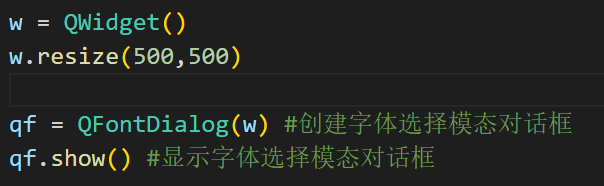 w = QWidget()
w.resize(500,500)
qf = QFontDialog(w) #创建字体选择模态对话框
qf.show() #显示字体选择模态对话框